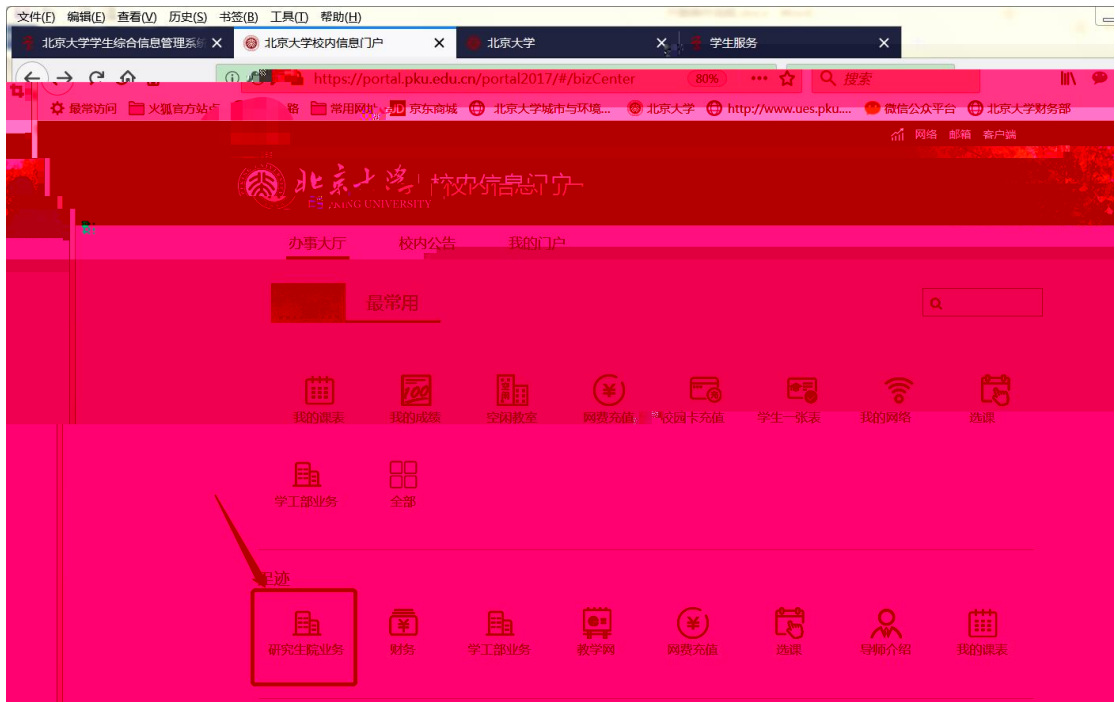 文件(F) 编辑(E) 查看(V) 历史(S) 书签(B) 工具(T) 帮助(H)
北京大学学生综合信息管理系统 北京大学校内信息门户 北京大学 学生服务
https://portal.pku.edu.cn/portal2017/#/bizCenter 80% 搜索
最常访问 火狐官方站点 常用网址 JD 京东商城 北京大学城市与环境... 北京大学 http://www.ues.pku.... 微信公众平台 北京大学财务部
网络 邮箱 客户端
北京大学 校内信息门户
PEKING UNIVERSITY
办事大厅 校内公告 我的门户
最常用
我的课表 我的成绩 空闲教室 网费充值 校园卡充值 学生一张表 我的网络 选课
学工部业务 全部
足迹
研究生院业务 财务 学工部业务 教学网 网费充值 选课 导师介绍 我的课表